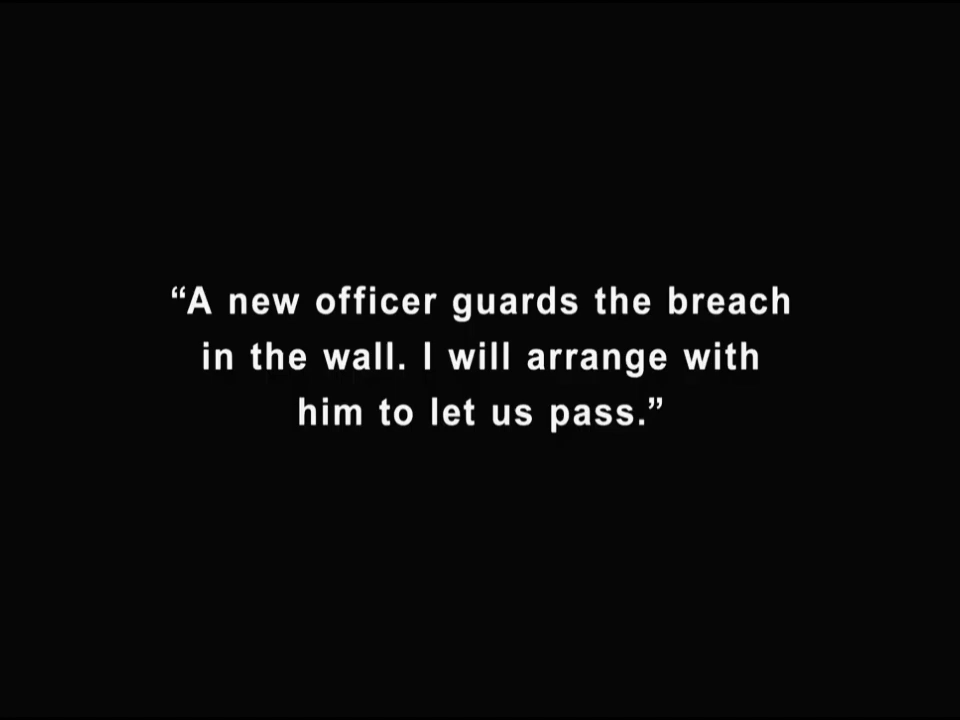 “A new officer guards the breach
in the wall. I will arrange with
him to let us pass.”